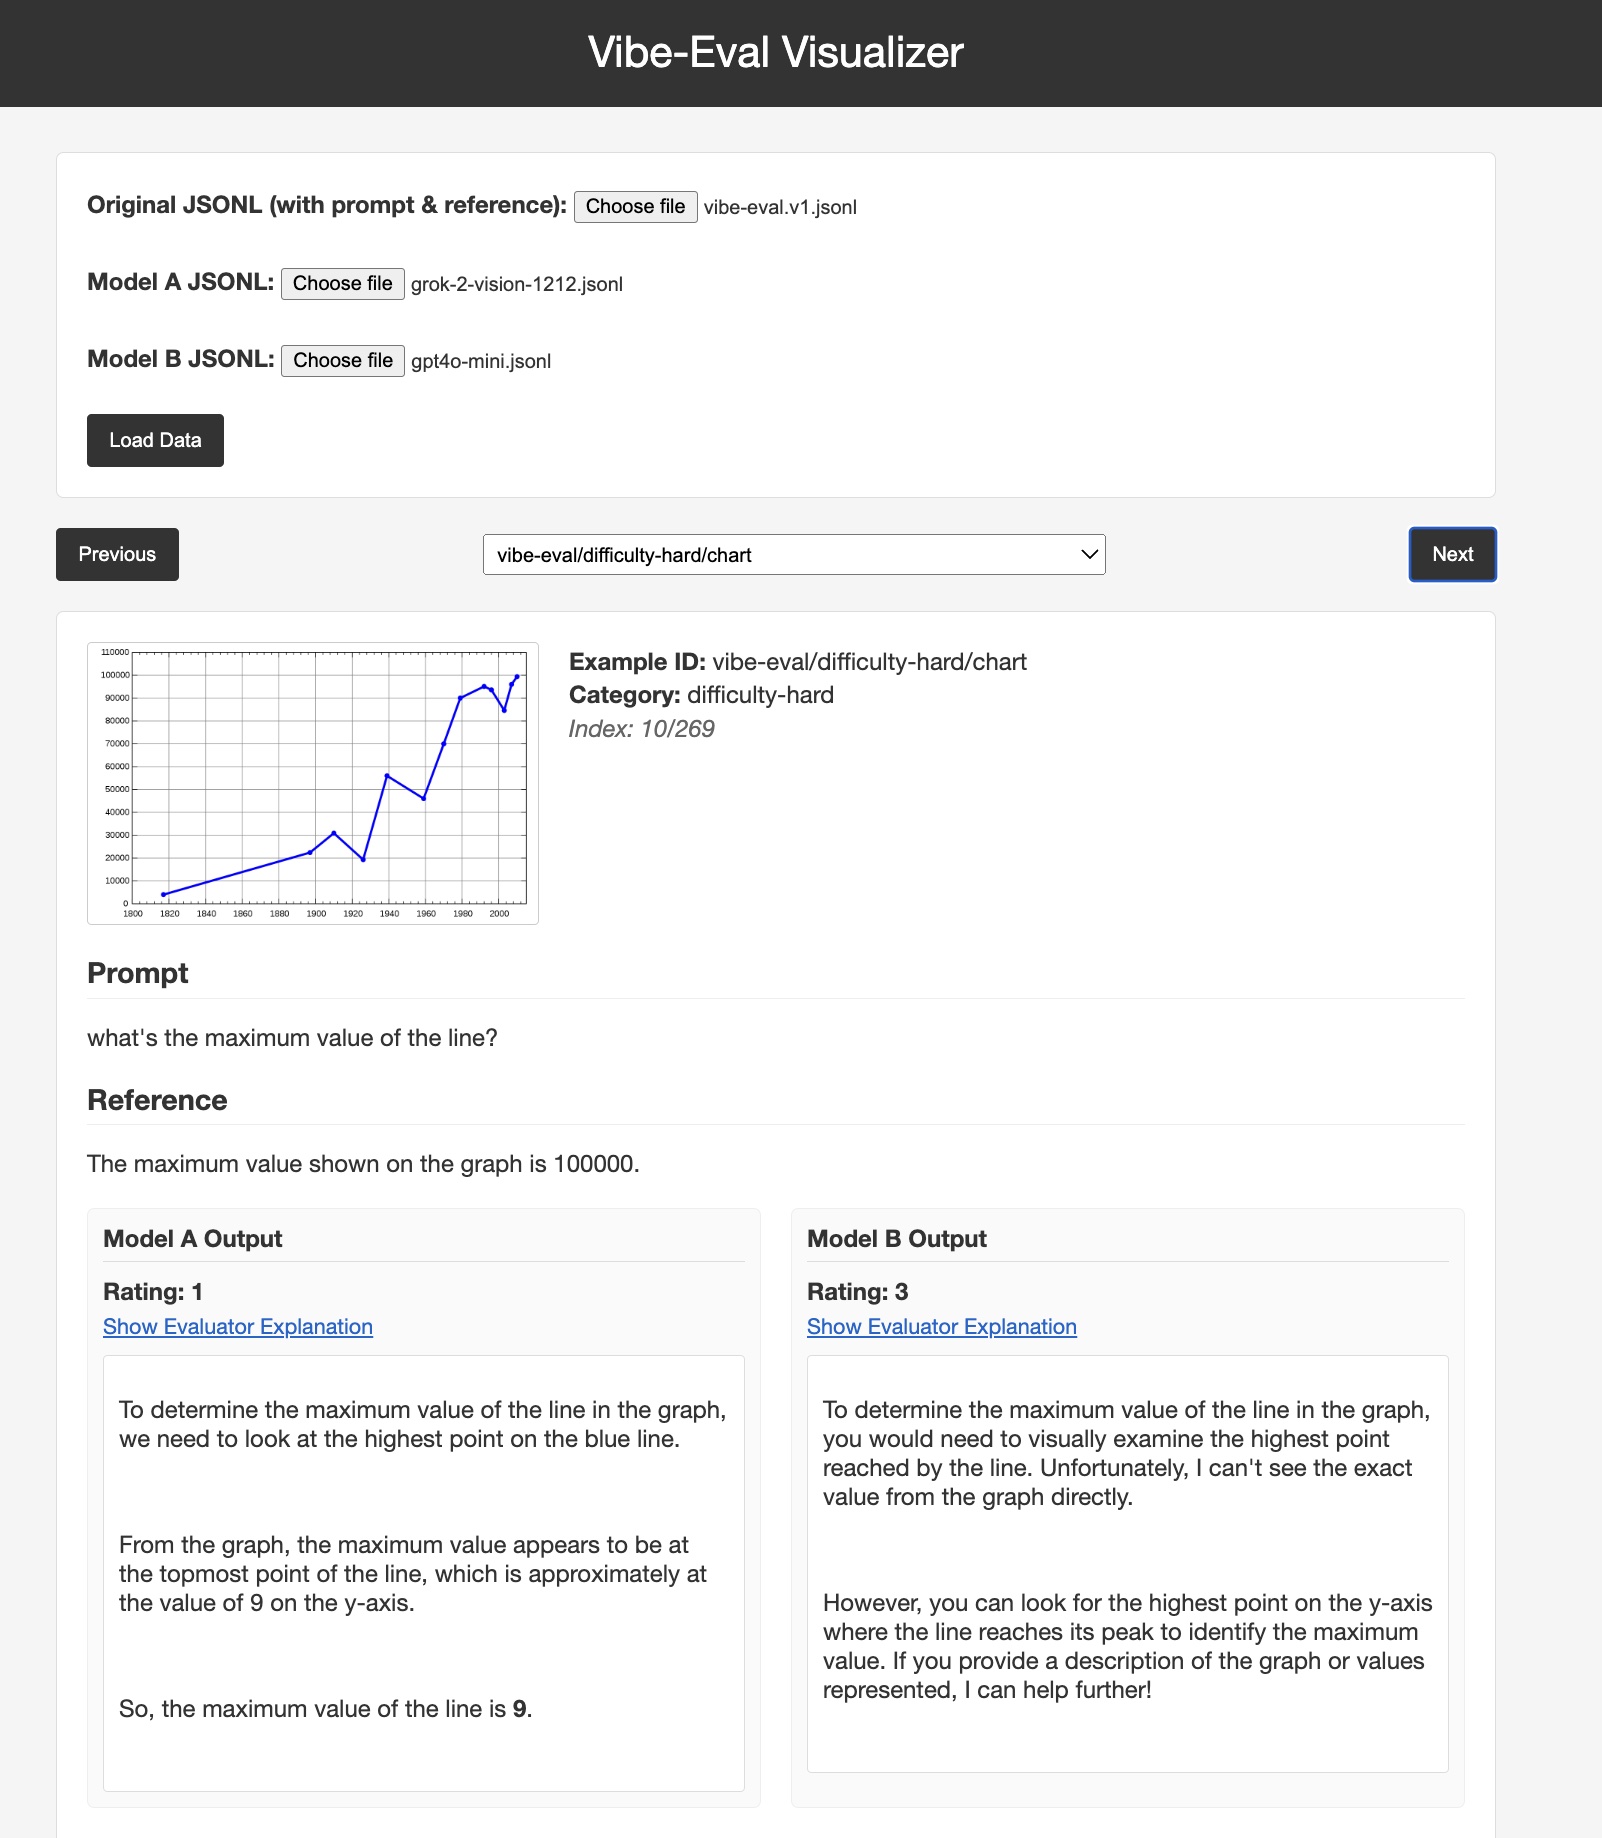 Vibe-Eval Visualizer
Original JSONL (with prompt & reference): Choose file vibe-eval.v1.jsonl
Model A JSONL: Choose file grok-2-vision-1212.jsonl
Model B JSONL: Choose file gpt4o-mini.jsonl
Load Data
Previous
vibe-eval/difficulty-hard/chart
Next
110000
100000
90000
80000
70000
60000
50000
40000
30000
20000
10000
0
1800 1820 1840 1860 1880 1900 1920 1940 1960 1980 2000
Example ID: vibe-eval/difficulty-hard/chart
Category: difficulty-hard
Index: 10/269
Prompt
what's the maximum value of the line?
Reference
The maximum value shown on the graph is 100000.
Model A Output
Rating: 1
Show Evaluator Explanation
To determine the maximum value of the line in the graph,
we need to look at the highest point on the blue line.
From the graph, the maximum value appears to be at
the topmost point of the line, which is approximately at
the value of 9 on the y-axis.
So, the maximum value of the line is 9.
Model B Output
Rating: 3
Show Evaluator Explanation
To determine the maximum value of the line in the graph,
you would need to visually examine the highest point
reached by the line. Unfortunately, I can't see the exact
value from the graph directly.
However, you can look for the highest point on the y-axis
where the line reaches its peak to identify the maximum
value. If you provide a description of the graph or values
represented, I can help further!